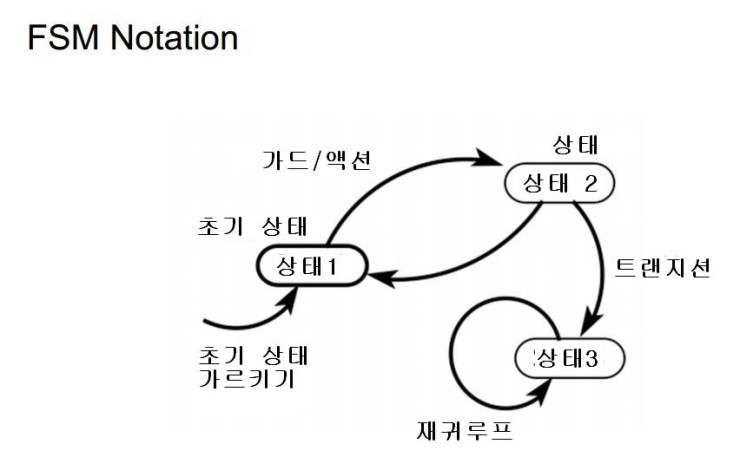 FSM Notation
상태
가드/액션
상태 2
초기 상태
상태1
트랜지션
초기 상태
가르키기
상태3
재귀루프